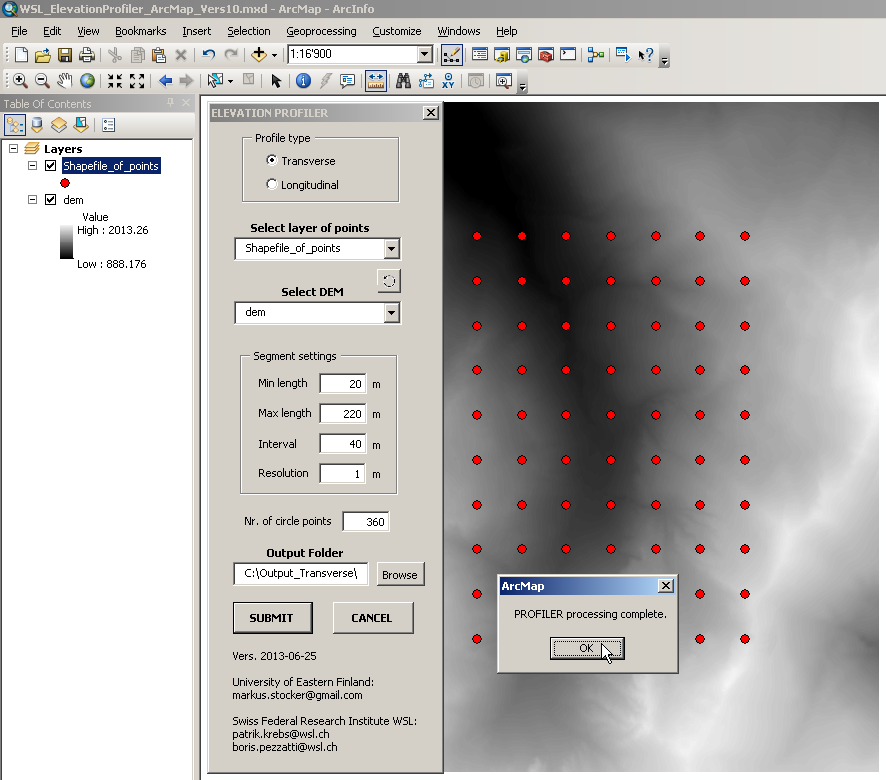 WSL_ElevationProfiler_ArcMap_Vers10.mxd - ArcMap - ArcInfo
File Edit View Bookmarks Insert Selection Geoprocessing Customize Windows Help
1:16'900
Table Of Contents
Layers
Shapefile_of_points
dem
Value
High : 2013.26
Low : 888.176
ELEVATION PROFILER
Profile type
Transverse
Longitudinal
Select layer of points
Shapefile_of_points
Select DEM
dem
Segment settings
Min length 20 m
Max length 220 m
Interval 40 m
Resolution 1 m
Nr. of circle points 360
Output Folder
C:\Output_Transverse\ Browse
SUBMIT CANCEL
Vers. 2013-06-25
University of Eastern Finland:
markus.stocker@gmail.com
Swiss Federal Research Institute WSL:
patrik.krebs@wsl.ch
boris.pezzatti@wsl.ch
ArcMap
PROFILER processing complete.
OK